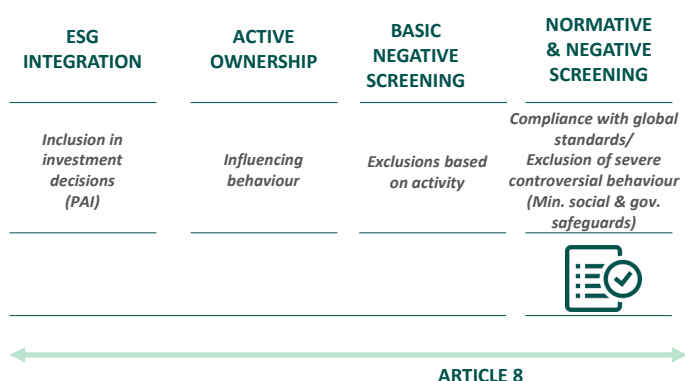 ESG
INTEGRATION
ACTIVE
OWNERSHIP
BASIC
NEGATIVE
SCREENING
NORMATIVE
& NEGATIVE
SCREENING
Inclusion in
investment
decisions
(PAI)
Influencing
behaviour
Exclusions based
on activity
Compliance with global
standards/
Exclusion of severe
controversial behaviour
(Min. social & gov.
safeguards)
ARTICLE 8